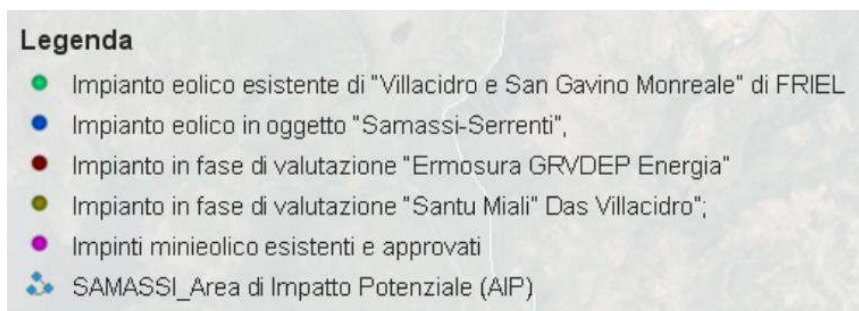 Legenda
Impianto eolico esistente di "Villacidro e San Gavino Monreale" di FRIEL
Impianto eolico in oggetto "Samassi-Serrenti",
Impianto in fase di valutazione "Ermosura GRVDEP Energia"
Impianto in fase di valutazione "Santu Miali" Das Villacidro";
Impinti minieolico esistenti e approvati
SAMASSI_Area di Impatto Potenziale (AIP)